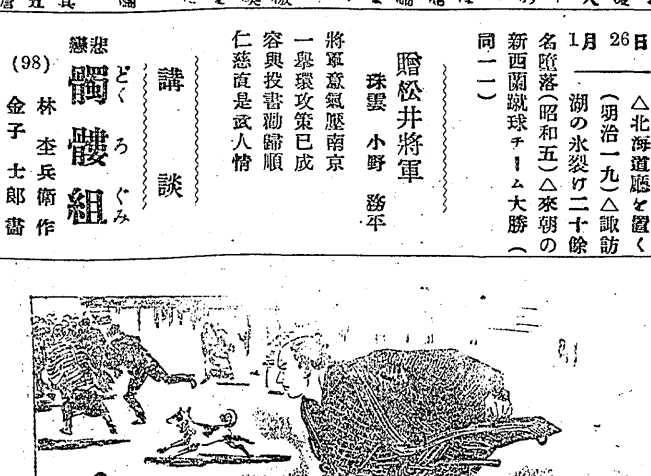 1月26日
△北海道廳を置く
(明治一九)△諏訪
湖の氷裂け二十餘
名墮落(昭和五)△來朝の
新西蘭蹴球チーム大勝(
同一一)
贈松井將軍
珠雲 小野 務平
將軍意氣壓南京
一擧環攻策已成
容與投書勸歸順
仁慈直是武人情
講談
どくろぐみ
悲戀
髑髏組
(98)
林 杢兵衛 作
金子 士郎 畵